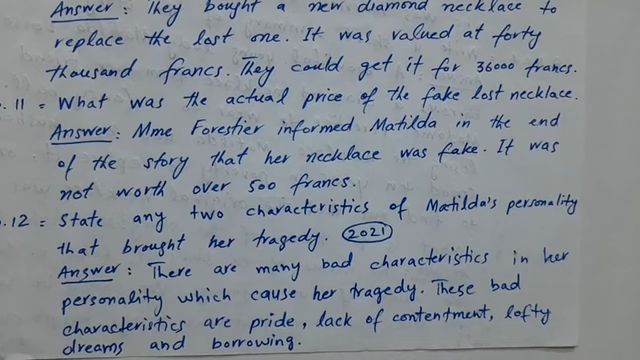 Answer : They bought a new diamond necklace to
replace the lost one. It was valued at forty
thousand francs. They could get it for 36000 francs.
.11 = What was the actual price of the fake lost necklace.
Answer : Mme Forestier informed Matilda in the end
of the story that her necklace was fake. It was
not worth over 500 francs.
.12 = State any two characteristics of Matilda's personality
that brought her tragedy. 2021
Answer : There are many bad characteristics in her
personality which cause her tragedy. These bad
characteristics are pride, lack of contentment, lofty
dreams and borrowing.